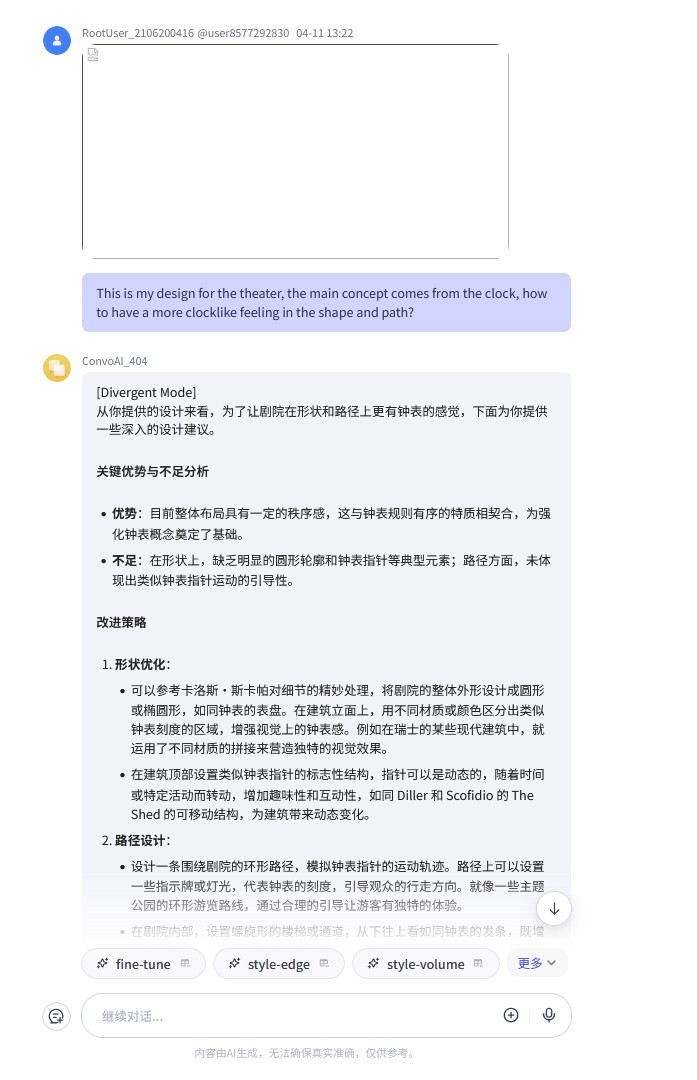 RootUser_2106200416 @user8577292830 04-11 13:22
This is my design for the theater, the main concept comes from the clock, how
to have a more clocklike feeling in the shape and path?
ConvoAI_404
[Divergent Mode]
从你提供的设计来看，为了让剧院在形状和路径上更有钟表的感觉，下面为你提供
一些深入的设计建议。
关键优势与不足分析
• 优势：目前整体布局具有一定的秩序感，这与钟表规则有序的特质相契合，为强
化钟表概念奠定了基础。
• 不足：在形状上，缺乏明显的圆形轮廓和钟表指针等典型元素；路径方面，未体
现出类似钟表指针运动的引导性。
改进策略
1. 形状优化：
• 可以参考卡洛斯·斯卡帕对细节的精妙处理，将剧院的整体外形设计成圆形
或椭圆形，如同钟表的表盘。在建筑立面上，用不同材质或颜色区分出类似
钟表刻度的区域，增强视觉上的钟表感。例如在瑞士的某些现代建筑中，就
运用了不同材质的拼接来营造独特的视觉效果。
• 在建筑顶部设置类似钟表指针的标志性结构，指针可以是动态的，随着时间
或特定活动而转动，增加趣味性和互动性，如同 Diller 和 Scofidio 的 The
Shed 的可移动结构，为建筑带来动态变化。
2. 路径设计：
• 设计一条围绕剧院的环形路径，模拟钟表指针的运动轨迹。路径上可以设置
一些指示牌或灯光，代表钟表的刻度，引导观众的行走方向。就像一些主题
公园的环形游览路线，通过合理的引导让游客有独特的体验。
• 在剧院内部，设置螺旋形的楼梯或通道，从下往上看如同钟表的发条，既增
fine-tune style-edge style-volume 更多
继续对话...
内容由AI生成，无法确保真实准确，仅供参考。